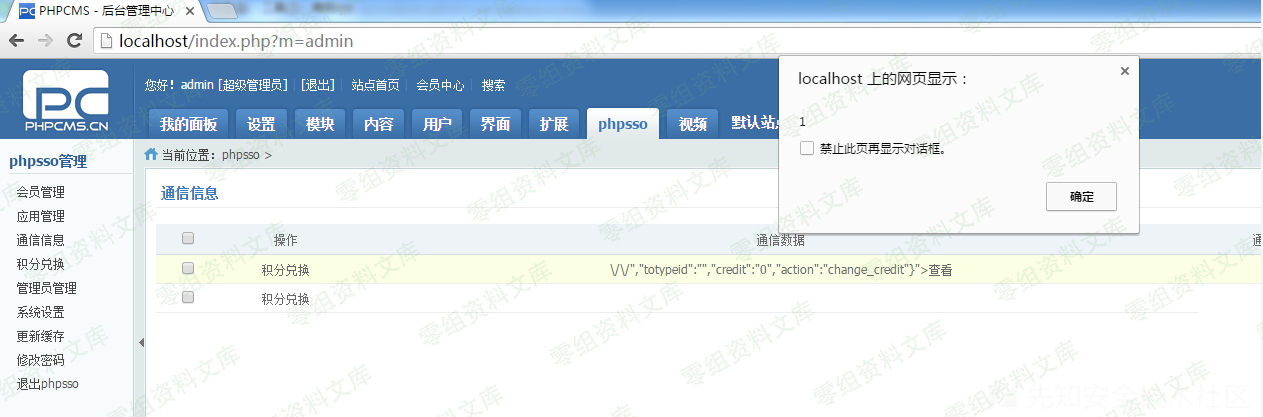 PHPCMS - 后台管理中心
localhost/index.php?m=admin
PHPCMS.CN
您好！admin [超级管理员] | [退出] | 站点首页 | 会员中心 | 搜索
我的面板 设置 模块 内容 用户 界面 扩展 phpsso 视频 默认站点
localhost 上的网页显示：
1
禁止此页再显示对话框。
确定
phpsso管理
会员管理
应用管理
通信信息
积分兑换
管理员管理
系统设置
更新缓存
修改密码
退出phpsso
当前位置：phpsso >
通信信息
操作 通信数据 通
积分兑换 \/\/","totypeid":"","credit":"0","action":"change_credit"}">查看
积分兑换
零组资料文库
先知安全技术社区